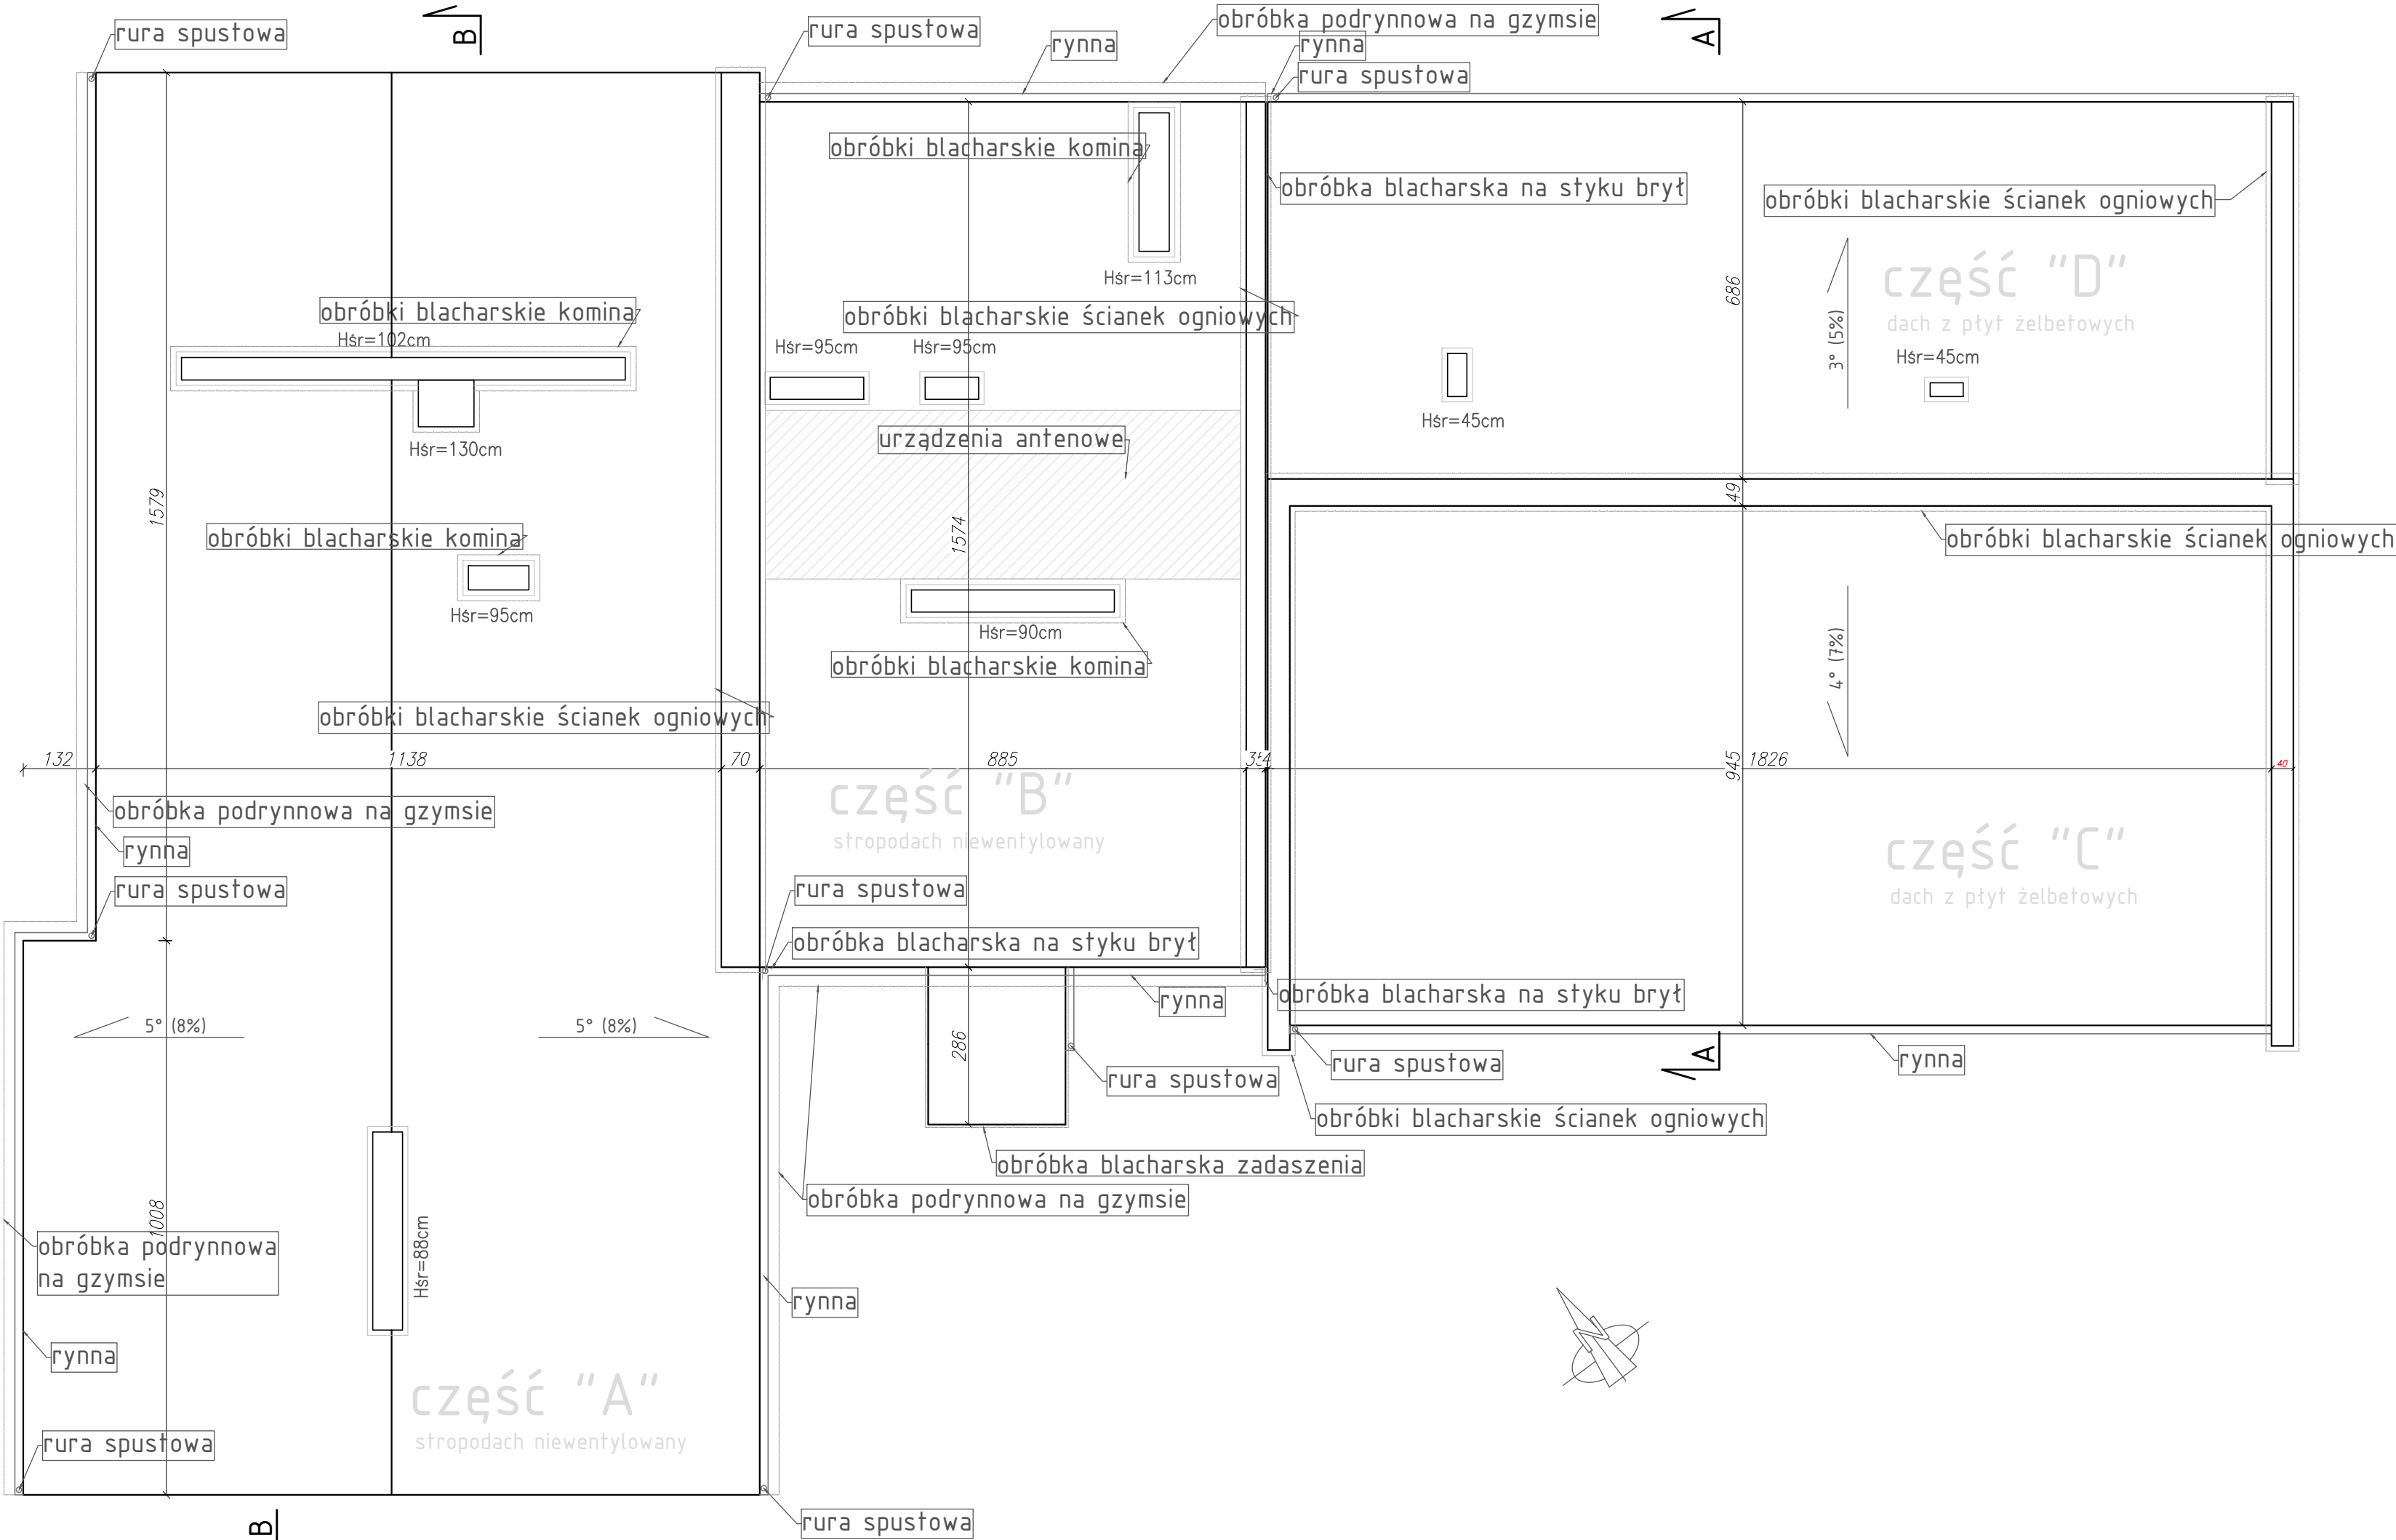 B
A
rura spustowa
rura spustowa
rynna
obróbka podrynnowa na gzymsie
rynna
rura spustowa
obróbki blacharskie komina
obróbka blacharska na styku brył
obróbki blacharskie ścianek ogniowych
część "D"
dach z płyt żelbetowych
3° (5%)
686
Hśr=113cm
obróbki blacharskie komina
Hśr=102cm
obróbki blacharskie ścianek ogniowych
Hśr=95cm
Hśr=95cm
Hśr=45cm
Hśr=45cm
Hśr=130cm
urządzenia antenowe
1579
1574
49
obróbki blacharskie komina
obróbki blacharskie ścianek ogniowych
Hśr=95cm
Hśr=90cm
obróbki blacharskie komina
4° (7%)
obróbki blacharskie ścianek ogniowych
132
1138
70
885
945
1826
40
część "B"
stropodach niewentylowany
obróbka podrynnowa na gzymsie
rynna
część "C"
dach z płyt żelbetowych
rura spustowa
rura spustowa
obróbka blacharska na styku brył
obróbka blacharska na styku brył
rynna
5° (8%)
5° (8%)
286
rura spustowa
rura spustowa
A
rynna
obróbki blacharskie ścianek ogniowych
obróbka blacharska zadaszenia
obróbka podrynnowa na gzymsie
1008
obróbka podrynnowa
na gzymsie
Hśr=88cm
rynna
rynna
N
część "A"
stropodach niewentylowany
rura spustowa
rura spustowa
B